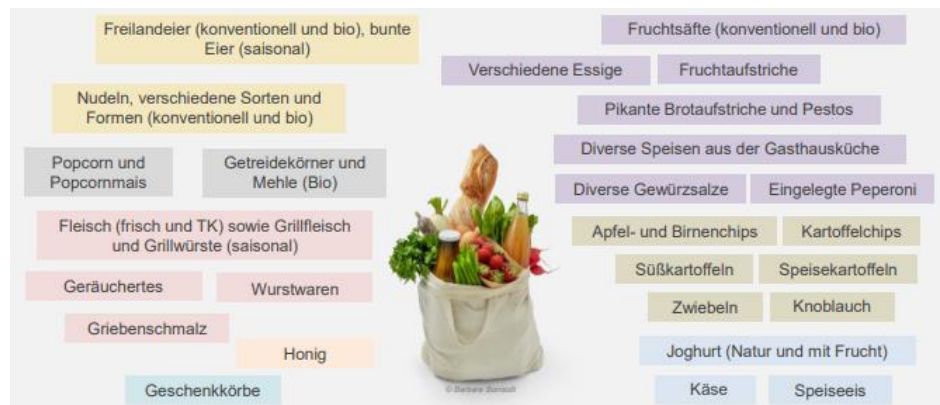 Freilandeier (konventionell und bio), bunte
Eier (saisonal)
Nudeln, verschiedene Sorten und
Formen (konventionell und bio)
Popcorn und
Popcornmais
Getreidekörner und
Mehle (Bio)
Fleisch (frisch und TK) sowie Grillfleisch
und Grillwürste (saisonal)
Geräuchertes
Wurstwaren
Griebenschmalz
Honig
Geschenkkörbe
Fruchtsäfte (konventionell und bio)
Verschiedene Essige
Fruchtaufstriche
Pikante Brotaufstriche und Pestos
Diverse Speisen aus der Gasthausküche
Diverse Gewürzsalze
Eingelegte Peperoni
Apfel- und Birnenchips
Kartoffelchips
Süßkartoffeln
Speisekartoffeln
Zwiebeln
Knoblauch
Joghurt (Natur und mit Frucht)
Käse
Speiseeis
© Barbara